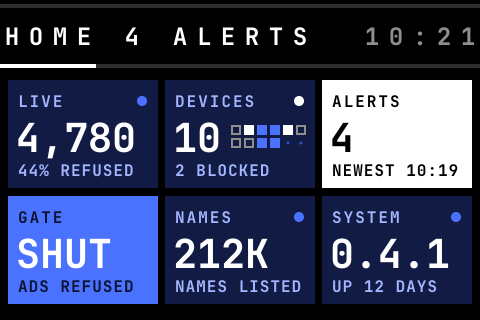 HOME 4 ALERTS 10:21
LIVE
4,780
44% REFUSED
DEVICES
10
2 BLOCKED
ALERTS
4
NEWEST 10:19
GATE
SHUT
ADS REFUSED
NAMES
212K
NAMES LISTED
SYSTEM
0.4.1
UP 12 DAYS